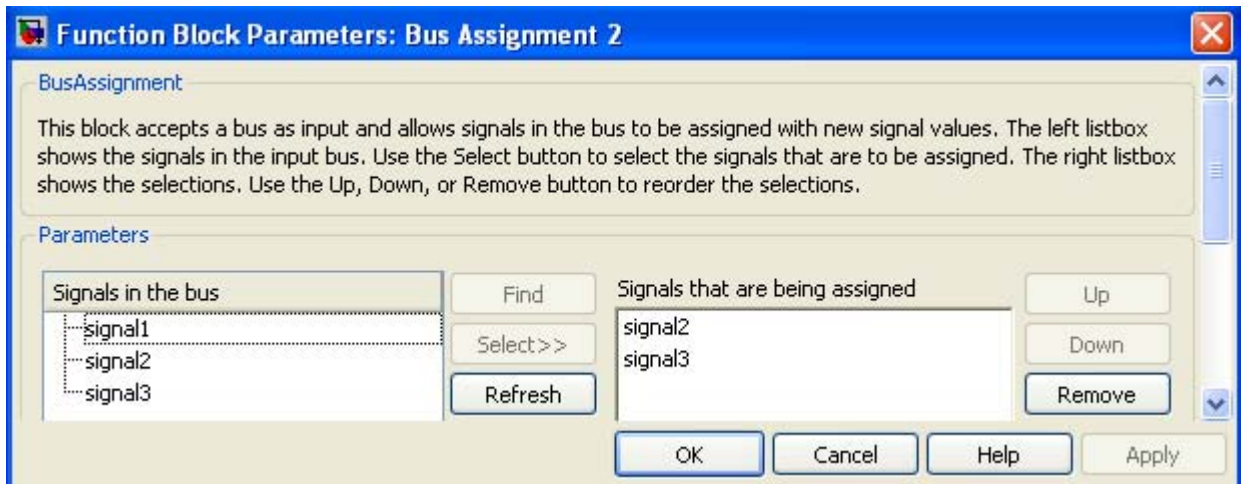 Function Block Parameters: Bus Assignment 2
BusAssignment
This block accepts a bus as input and allows signals in the bus to be assigned with new signal values. The left listbox
shows the signals in the input bus. Use the Select button to select the signals that are to be assigned. The right listbox
shows the selections. Use the Up, Down, or Remove button to reorder the selections.
Parameters
Signals in the bus
signal1
signal2
signal3
Find
Select>>
Refresh
Signals that are being assigned
signal2
signal3
Up
Down
Remove
OK
Cancel
Help
Apply